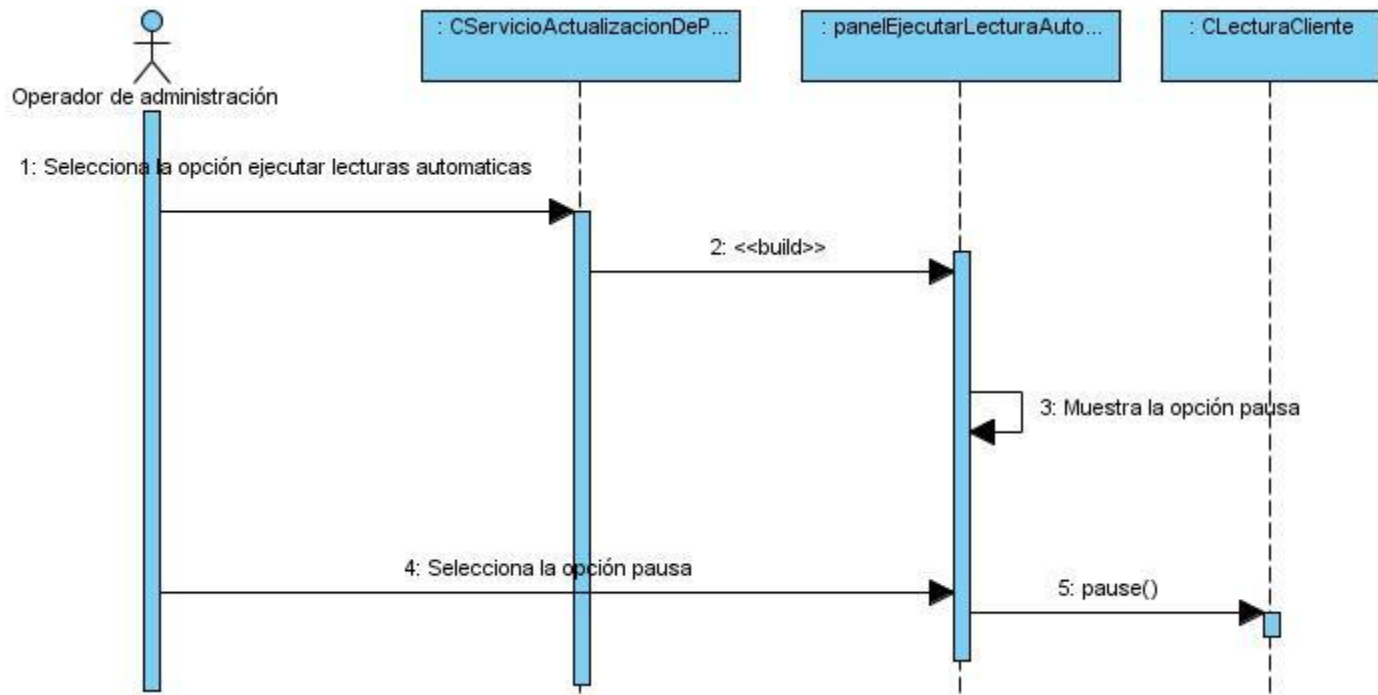 : CServicioActualizacionDeP...
: panelEjecutarLecturaAuto...
: CLecturaCliente
Operador de administración
1: Selecciona la opción ejecutar lecturas automaticas
2: <<build>>
3: Muestra la opción pausa
4: Selecciona la opción pausa
5: pause()